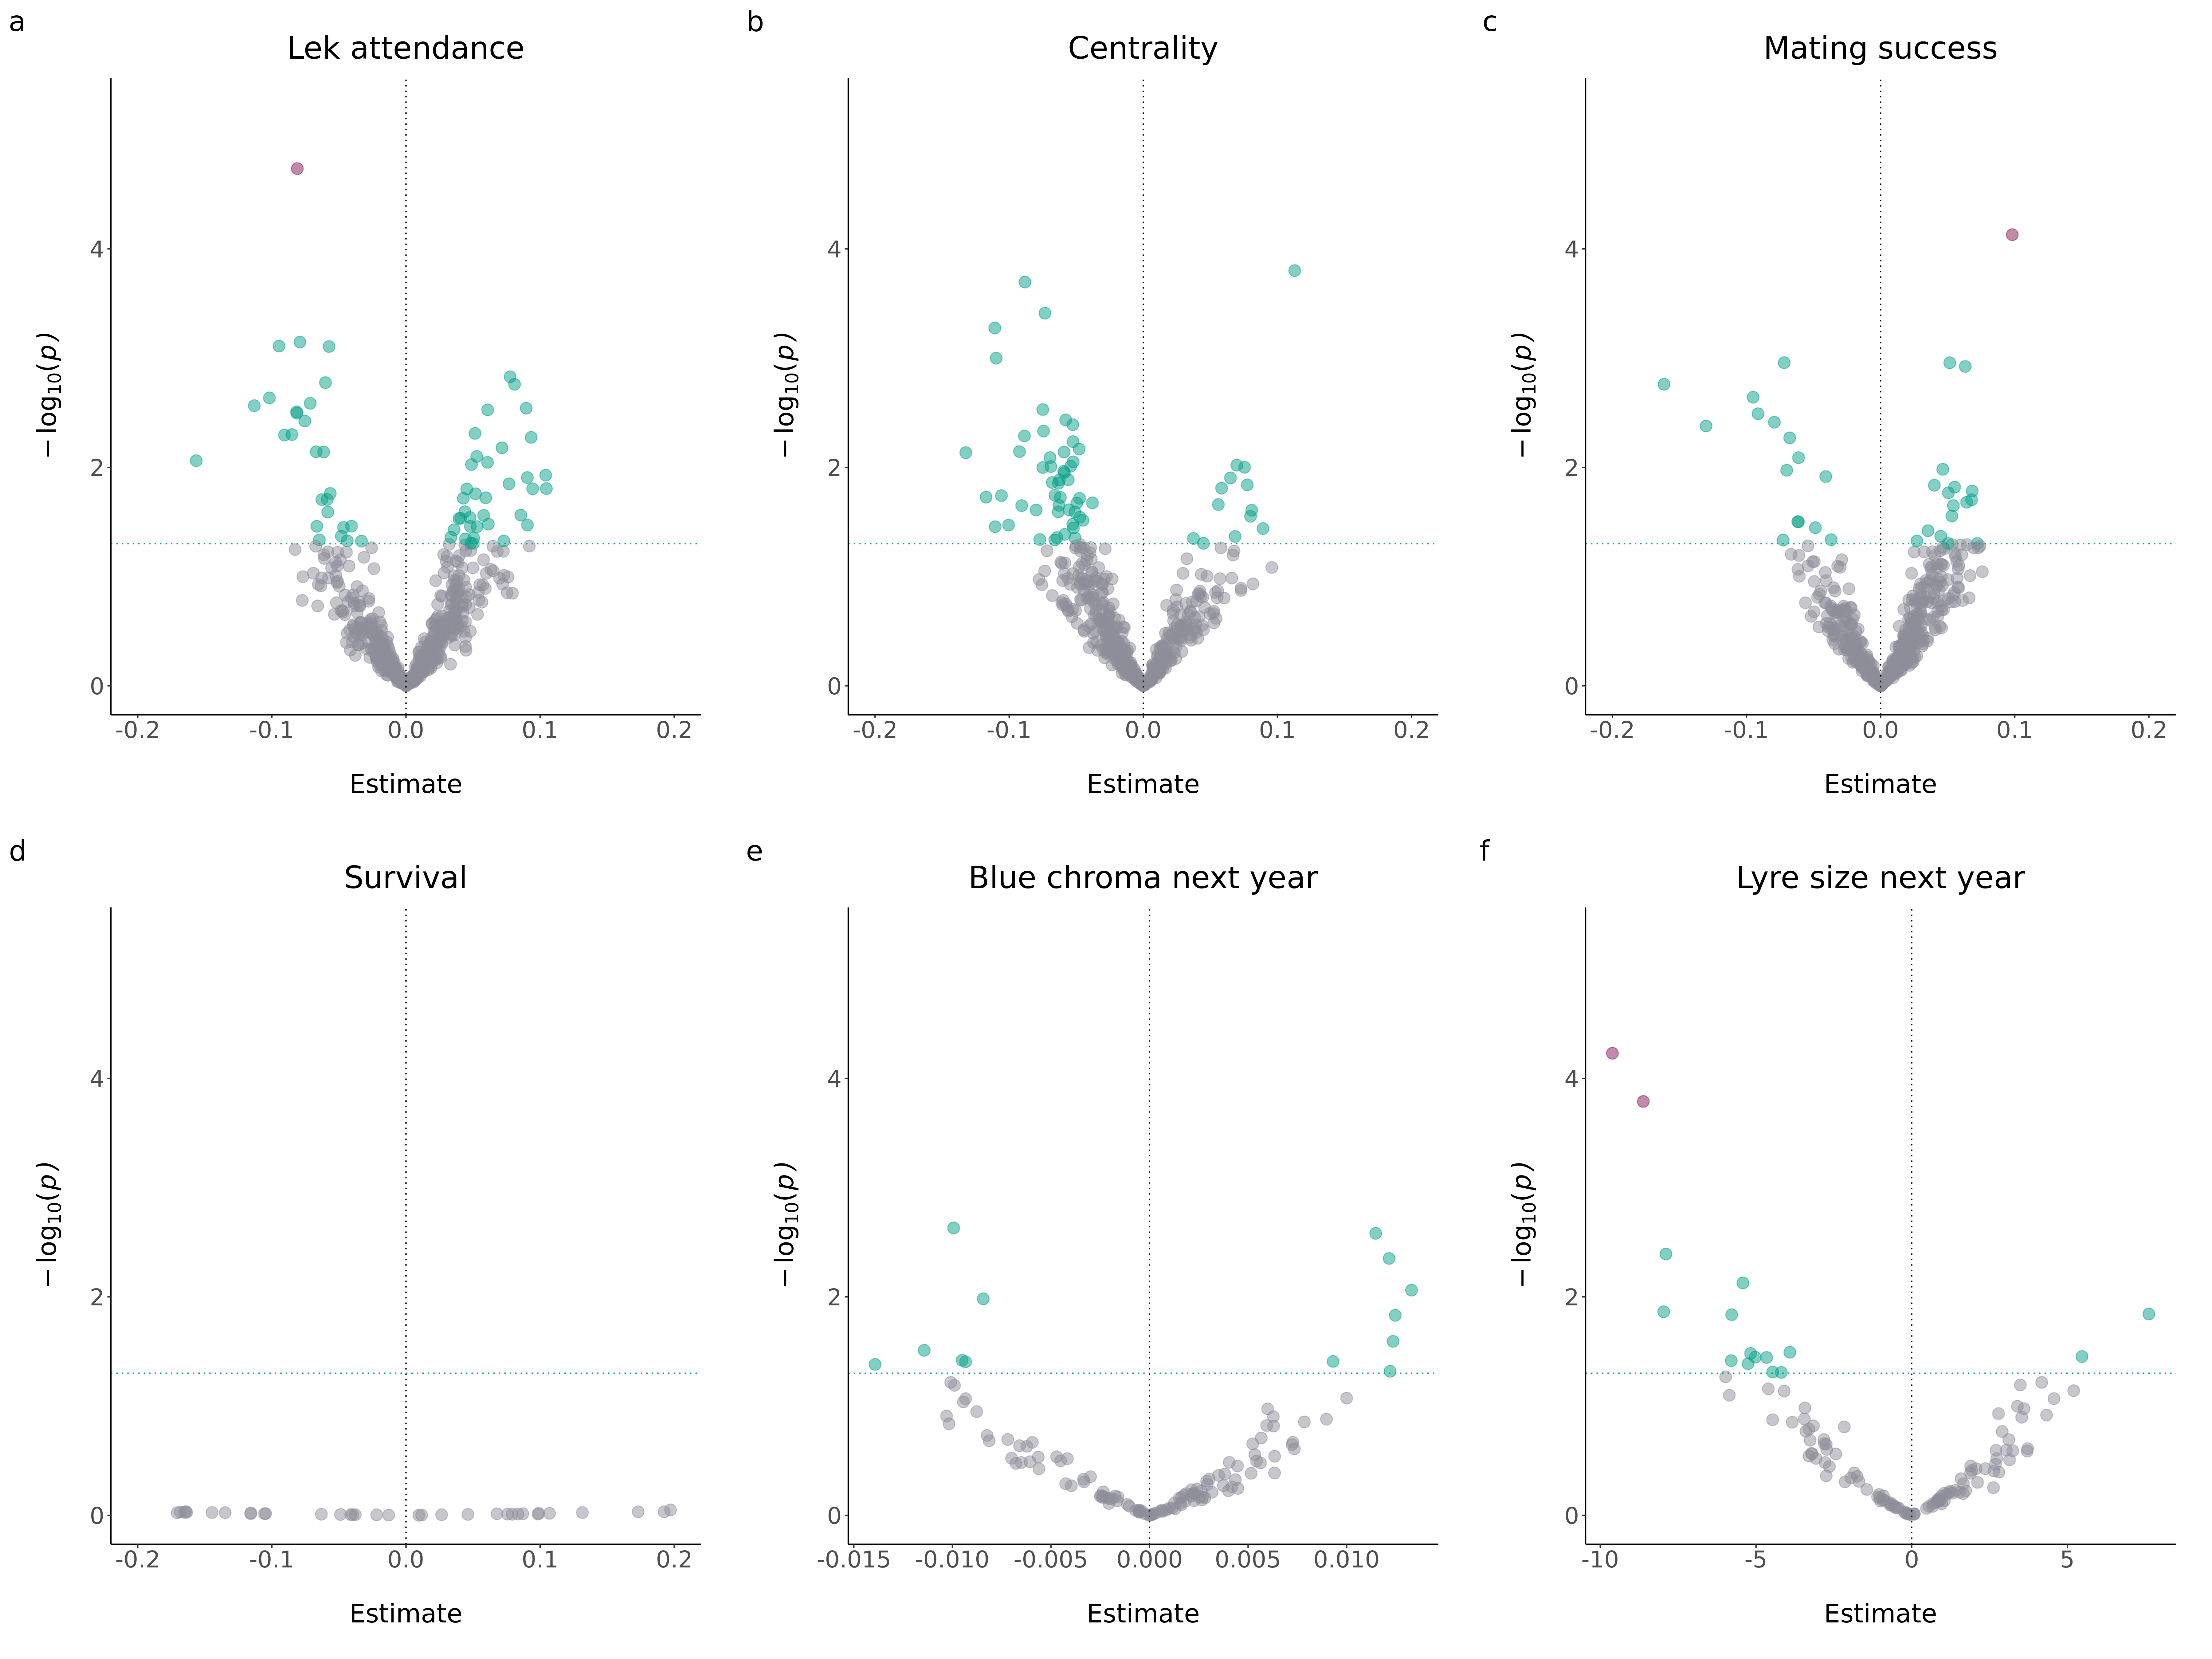 a
Lek attendance
− log10(p)
4
2
0
-0.2 -0.1 0.0 0.1 0.2
Estimate
b
Centrality
− log10(p)
4
2
0
-0.2 -0.1 0.0 0.1 0.2
Estimate
c
Mating success
− log10(p)
4
2
0
-0.2 -0.1 0.0 0.1 0.2
Estimate
d
Survival
− log10(p)
4
2
0
-0.2 -0.1 0.0 0.1 0.2
Estimate
e
Blue chroma next year
− log10(p)
4
2
0
-0.015 -0.010 -0.005 0.000 0.005 0.010
Estimate
f
Lyre size next year
− log10(p)
4
2
0
-10 -5 0 5
Estimate